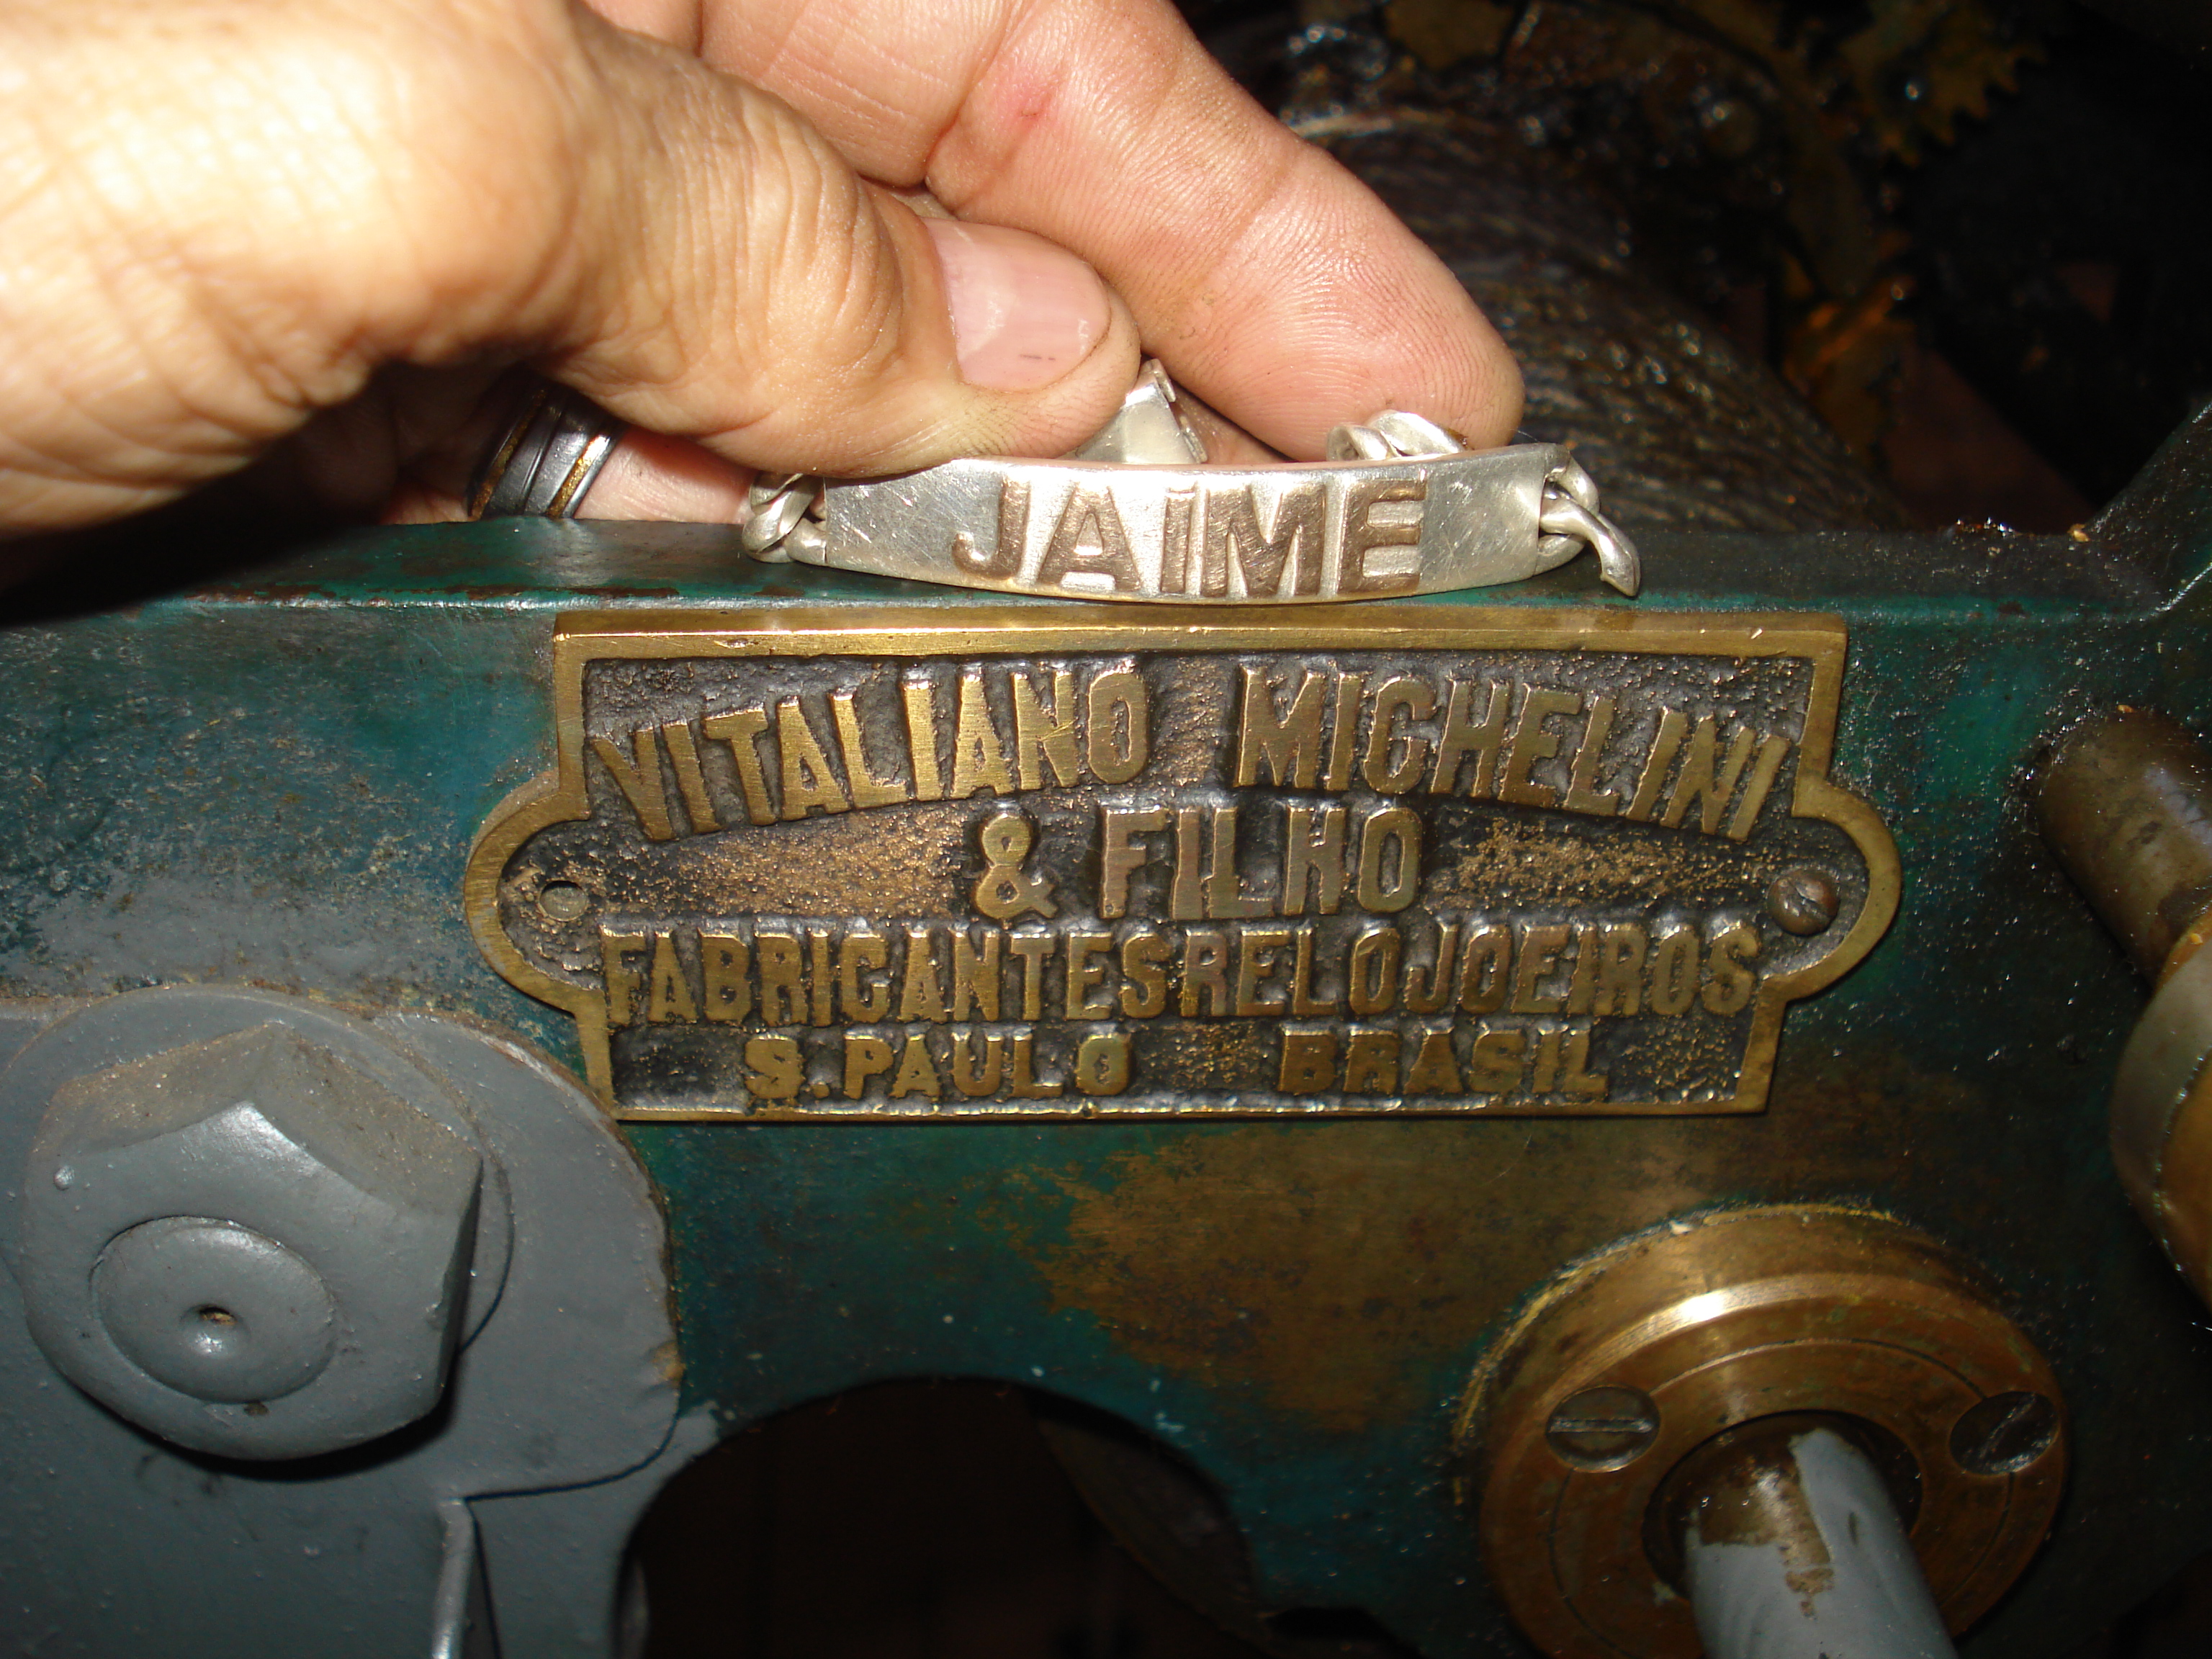 JAiME
VITALIANO MICHELINI
& FILHO
FABRICANTES RELOJOEIROS
S. PAULO BRASIL